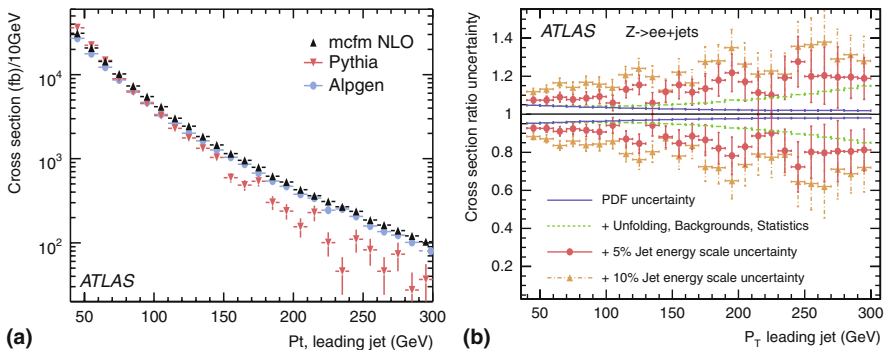 Cross section (fb)/10GeV
10^4
10^3
10^2
mcfm NLO
Pythia
Alpgen
ATLAS
50 100 150 200 250 300
Pt, leading jet (GeV)
(a)
Cross section ratio uncertainty
1.4
1.2
1
0.8
0.6
0.4
0.2
ATLAS Z->ee+jets
PDF uncertainty
+ Unfolding, Backgrounds, Statistics
+ 5% Jet energy scale uncertainty
+ 10% Jet energy scale uncertainty
50 100 150 200 250 300
P_T leading jet (GeV)
(b)